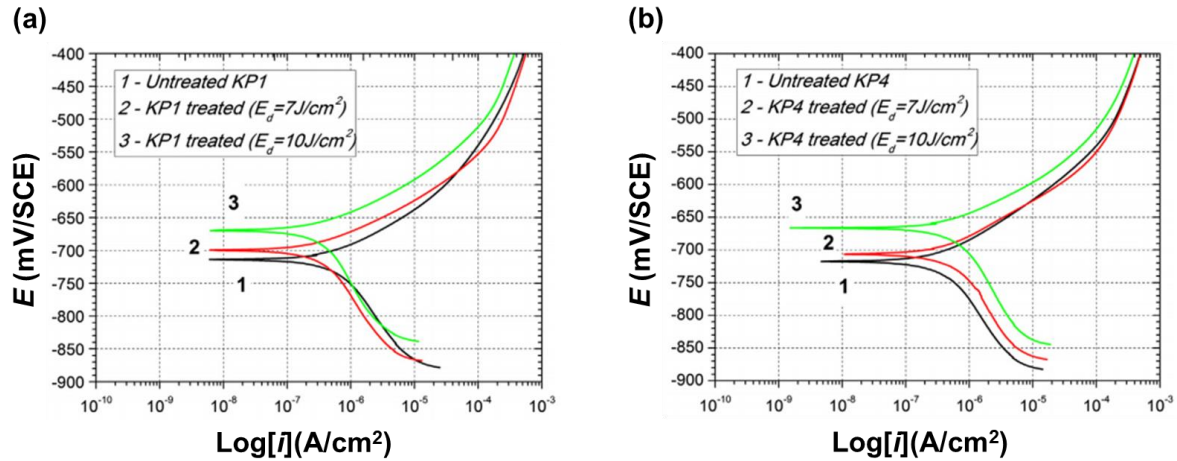 (a)
-400
-450
-500
-550
-600
-650
-700
-750
-800
-850
-900
E (mV/SCE)
1 - Untreated KP1
2 - KP1 treated (E_d=7J/cm²)
3 - KP1 treated (E_d=10J/cm²)
3
2
1
10⁻¹⁰ 10⁻⁹ 10⁻⁸ 10⁻⁷ 10⁻⁶ 10⁻⁵ 10⁻⁴ 10⁻³
Log[i](A/cm²)
(b)
-400
-450
-500
-550
-600
-650
-700
-750
-800
-850
-900
E (mV/SCE)
1 - Untreated KP4
2 - KP4 treated (E_d=7J/cm²)
3 - KP4 treated (E_d=10J/cm²)
3
2
1
10⁻¹⁰ 10⁻⁹ 10⁻⁸ 10⁻⁷ 10⁻⁶ 10⁻⁵ 10⁻⁴ 10⁻³
Log[i](A/cm²)